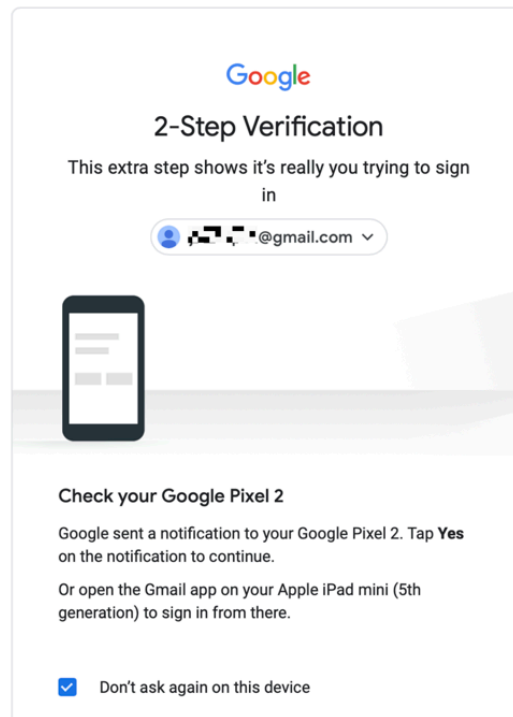 Google
2-Step Verification
This extra step shows it’s really you trying to sign
in
@gmail.com
Check your Google Pixel 2
Google sent a notification to your Google Pixel 2. Tap Yes
on the notification to continue.
Or open the Gmail app on your Apple iPad mini (5th
generation) to sign in from there.
Don’t ask again on this device